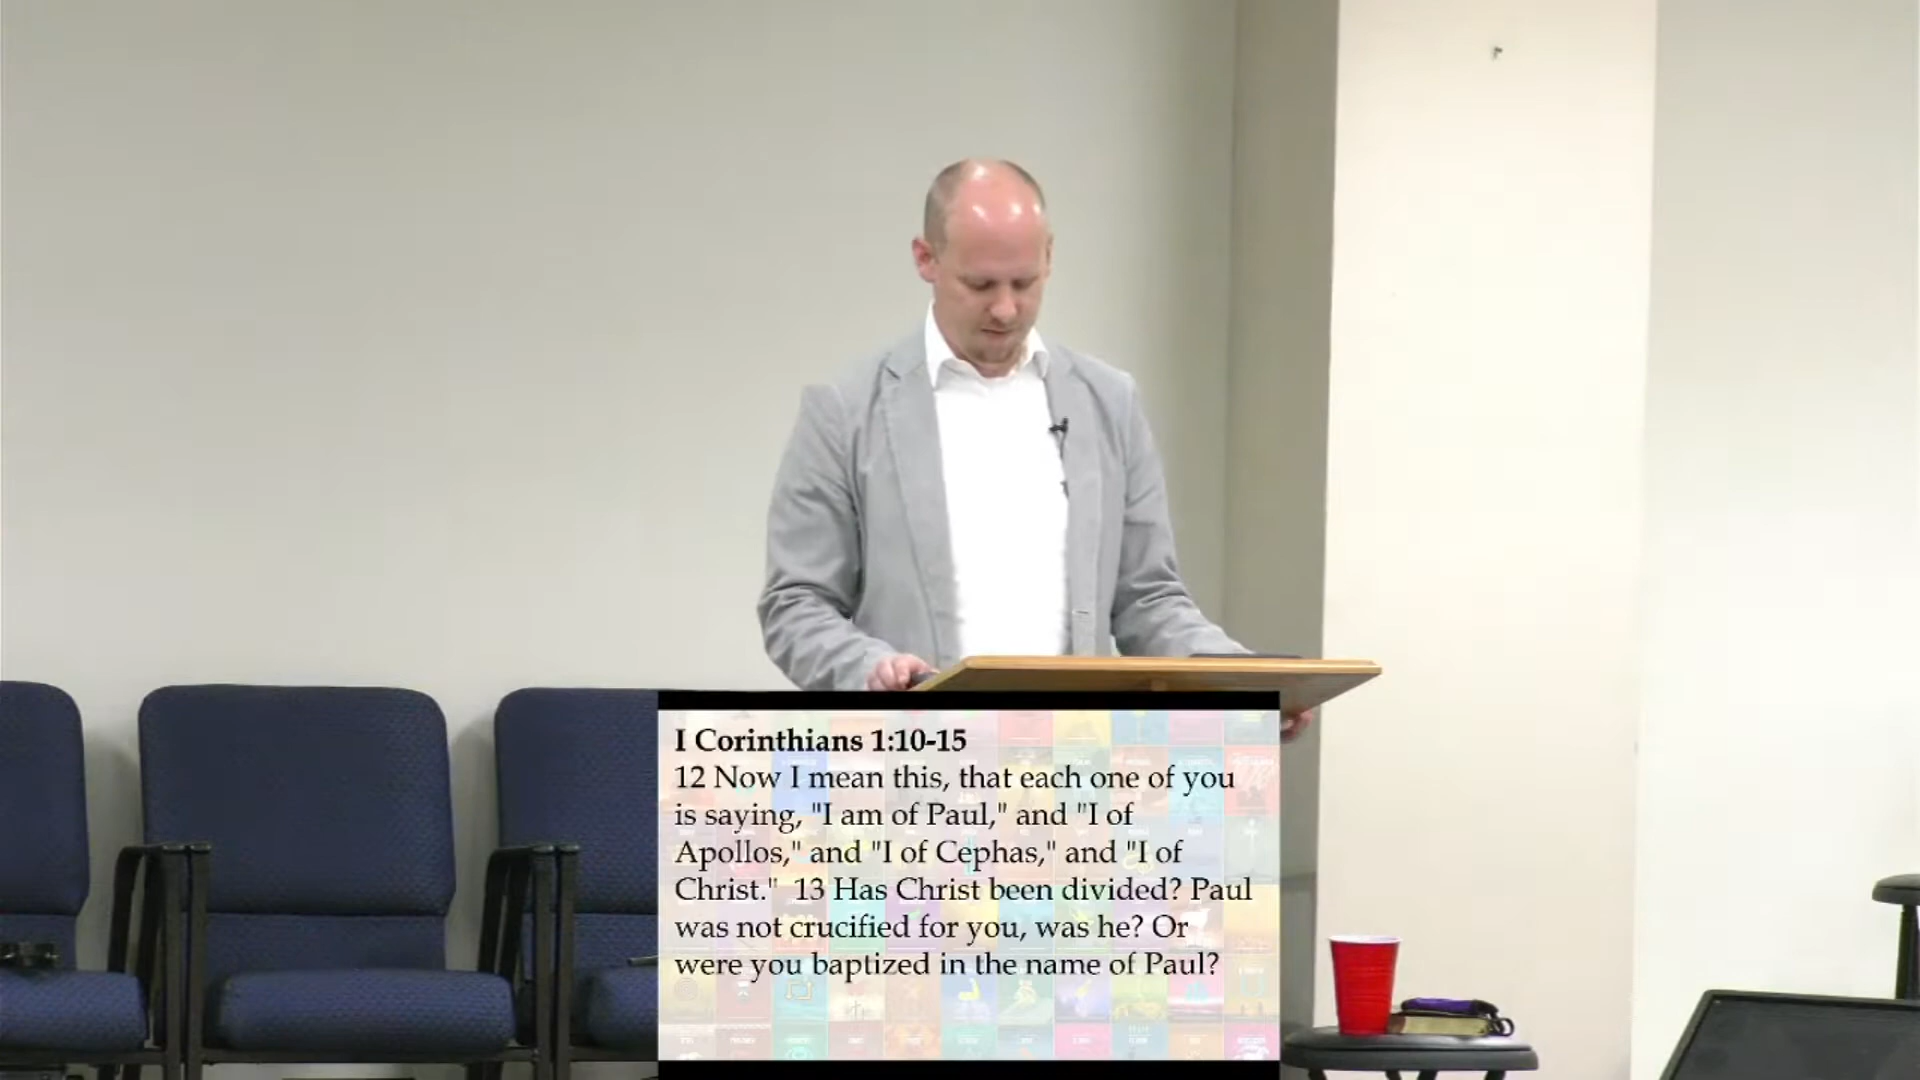 I Corinthians 1:10-15
12 Now I mean this, that each one of you
is saying, "I am of Paul," and "I of
Apollos," and "I of Cephas," and "I of
Christ."  13 Has Christ been divided? Paul
was not crucified for you, was he? Or
were you baptized in the name of Paul?